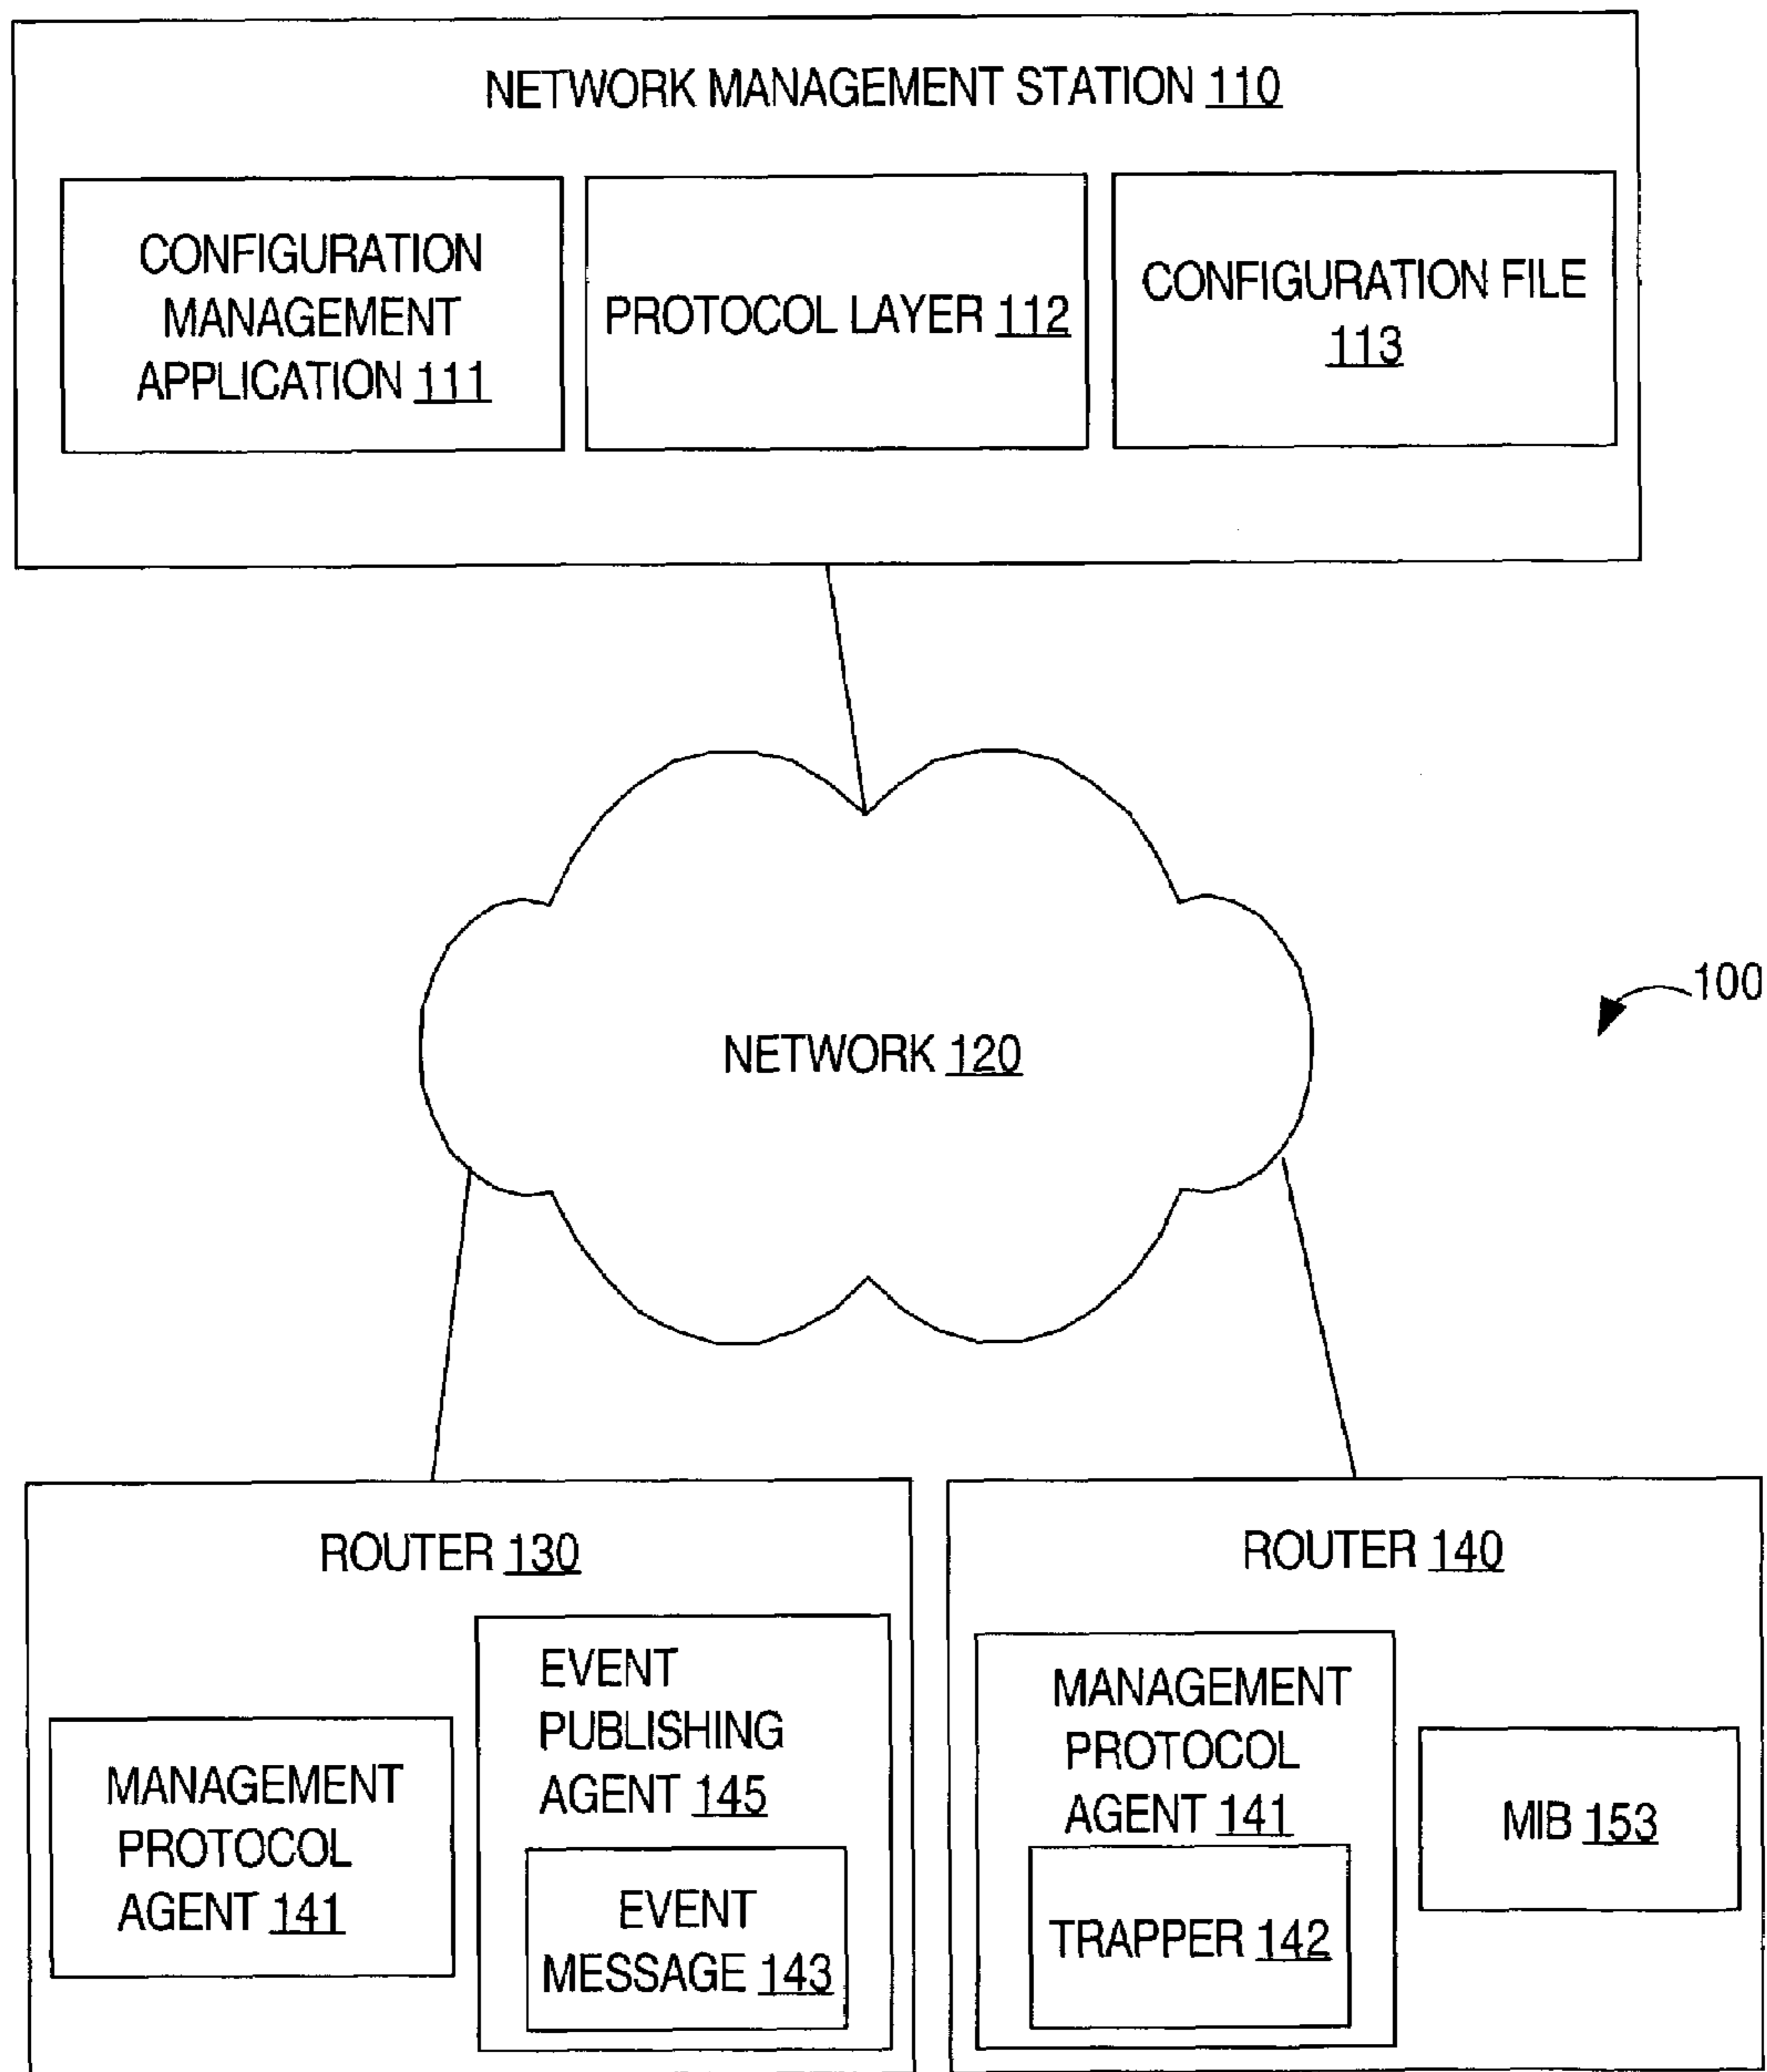 NETWORK MANAGEMENT STATION 110
CONFIGURATION
MANAGEMENT
APPLICATION 111
PROTOCOL LAYER 112
CONFIGURATION FILE
113
NETWORK 120
100
ROUTER 130
MANAGEMENT
PROTOCOL
AGENT 141
EVENT
PUBLISHING
AGENT 145
EVENT
MESSAGE 143
ROUTER 140
MANAGEMENT
PROTOCOL
AGENT 141
TRAPPER 142
MIB 153